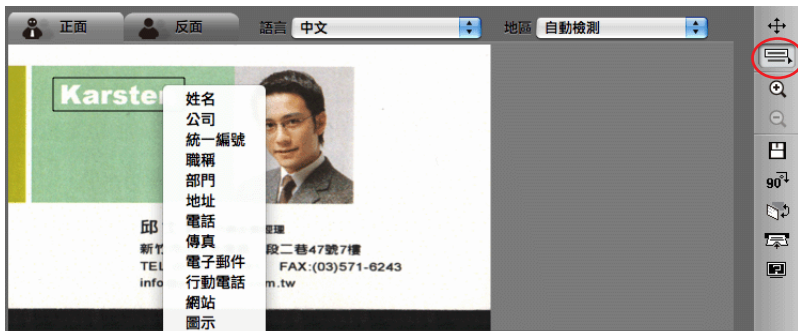 正面 反面 語言 中文 地區 自動檢測
Karste
姓名
公司
統一編號
職稱
部門
地址
電話
傳真
電子郵件
行動電話
網站
圖示
邱
理
新竹 段二巷47號7樓
TEL FAX:(03)571-6243
info m.tw
90°